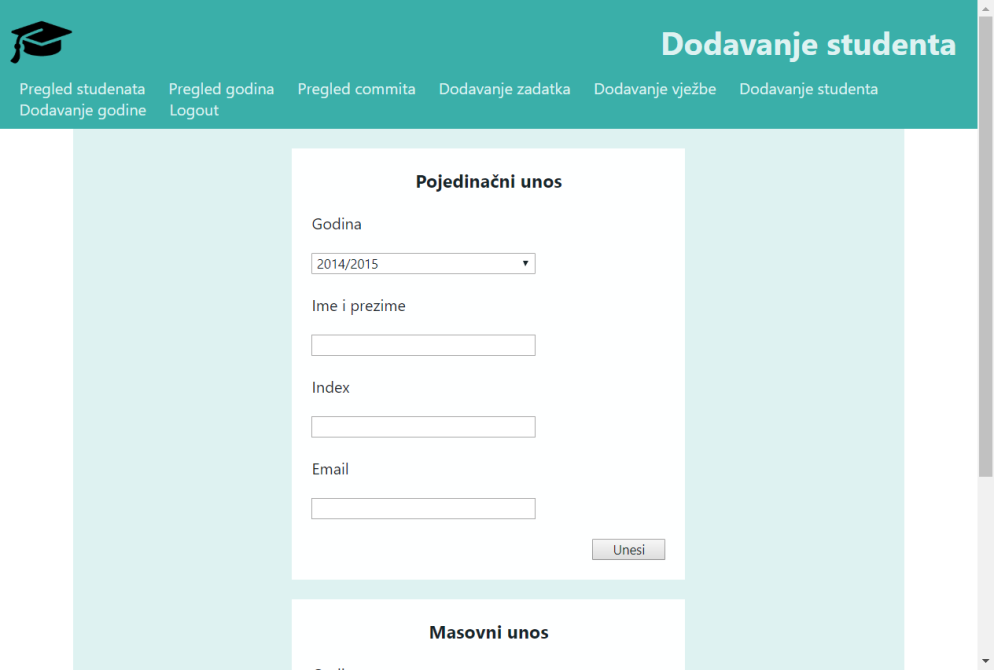 Dodavanje studenta
Pregled studenata Pregled godina Pregled commita Dodavanje zadatka Dodavanje vježbe Dodavanje studenta
Dodavanje godine Logout
Pojedinačni unos
Godina
2014/2015
Ime i prezime
Index
Email
Unesi
Masovni unos